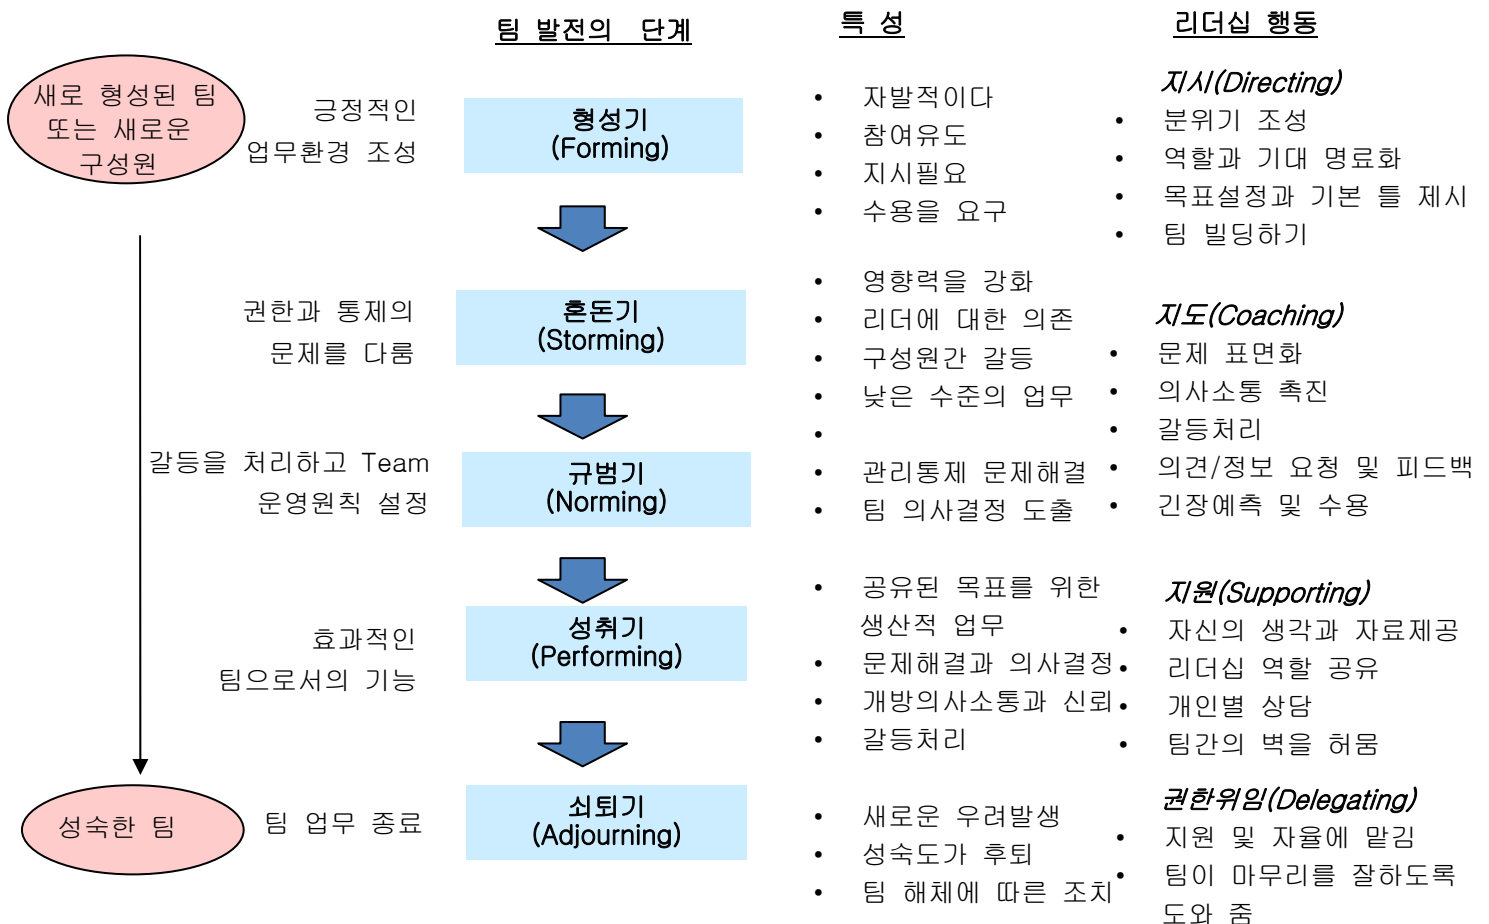 팀 발전의 단계
특 성
리더십 행동
새로 형성된 팀
또는 새로운
구성원
긍정적인
업무환경 조성
형성기
(Forming)
• 자발적이다
• 참여유도
• 지시필요
• 수용을 요구
지시(Directing)
• 분위기 조성
• 역할과 기대 명료화
• 목표설정과 기본 틀 제시
• 팀 빌딩하기
권한과 통제의
문제를 다룸
혼돈기
(Storming)
• 영향력을 강화
• 리더에 대한 의존
• 구성원간 갈등
• 낮은 수준의 업무
•
지도(Coaching)
• 문제 표면화
• 의사소통 촉진
• 갈등처리
• 의견/정보 요청 및 피드백
• 긴장예측 및 수용
갈등을 처리하고 Team
운영원칙 설정
규범기
(Norming)
• 관리통제 문제해결
• 팀 의사결정 도출
효과적인
팀으로서의 기능
성취기
(Performing)
• 공유된 목표를 위한
생산적 업무
• 문제해결과 의사결정
• 개방의사소통과 신뢰
• 갈등처리
지원(Supporting)
• 자신의 생각과 자료제공
• 리더십 역할 공유
• 개인별 상담
• 팀간의 벽을 허뭄
성숙한 팀
팀 업무 종료
쇠퇴기
(Adjourning)
• 새로운 우려발생
• 성숙도가 후퇴
• 팀 해체에 따른 조치
권한위임(Delegating)
• 지원 및 자율에 맡김
• 팀이 마무리를 잘하도록
도와 줌